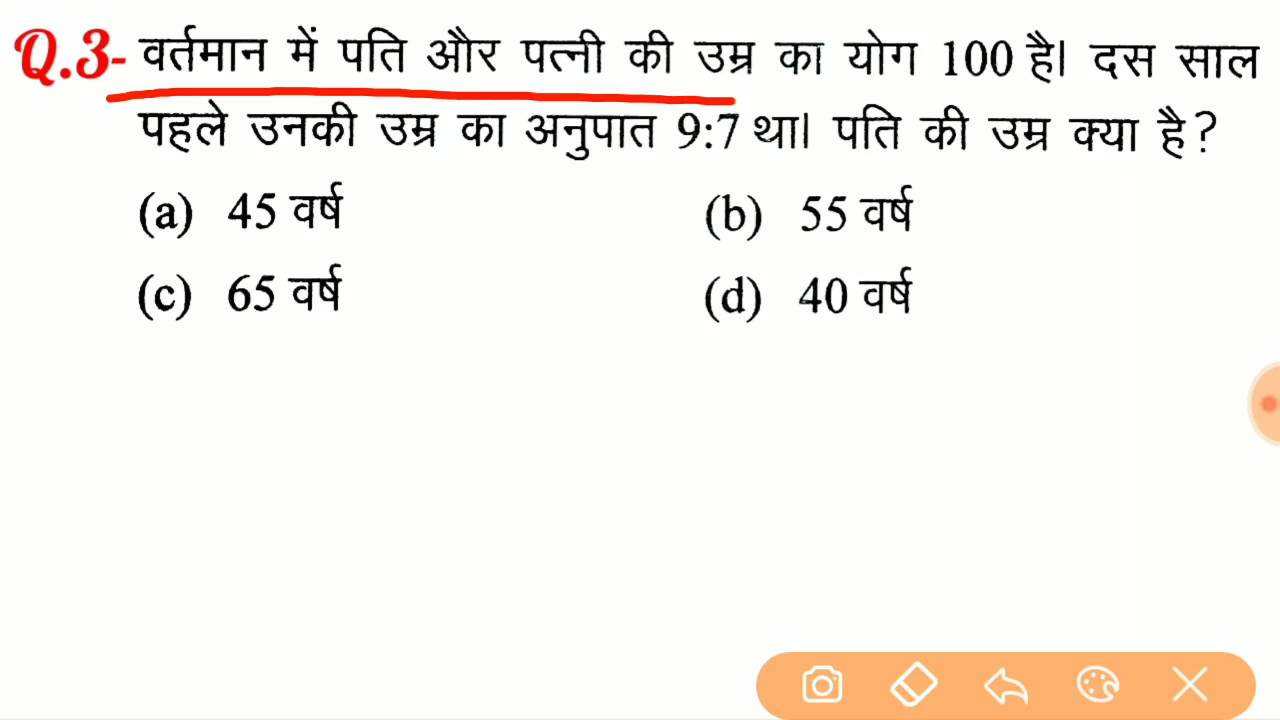 Q.3- वर्तमान में पति और पत्नी की उम्र का योग 100 है। दस साल
पहले उनकी उम्र का अनुपात 9:7 था। पति की उम्र क्या है?
(a) 45 वर्ष (b) 55 वर्ष
(c) 65 वर्ष (d) 40 वर्ष